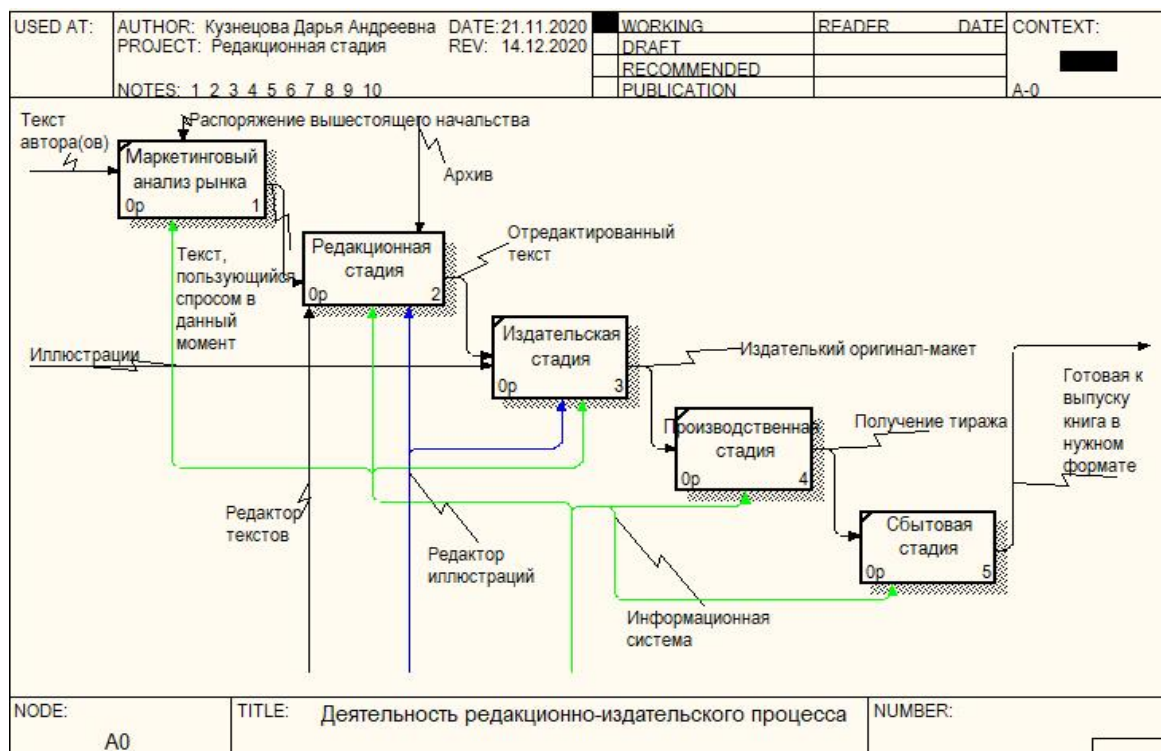 USED AT:
AUTHOR: Кузнецова Дарья Андреевна DATE:21.11.2020
PROJECT: Редакционная стадия REV: 14.12.2020
NOTES: 1 2 3 4 5 6 7 8 9 10
WORKING
DRAFT
RECOMMENDED
PUBLICATION
READER DATE
CONTEXT:
A-0
Текст
автора(ов)
Распоряжение вышестоящего начальства
Маркетинговый
анализ рынка
0р 1
Архив
Редакционная
стадия
0р 2
Отредактированный
текст
Текст,
пользующийся
спросом в
данный
момент
Издательская
стадия
0р 3
Иллюстрации
Издателький оригинал-макет
Готовая к
выпуску
книга в
нужном
формате
Производственная
стадия
0р 4
Получение тиража
Редактор
текстов
Редактор
иллюстраций
Сбытовая
стадия
0р 5
Информационная
система
NODE:
A0
TITLE: Деятельность редакционно-издательского процесса
NUMBER: